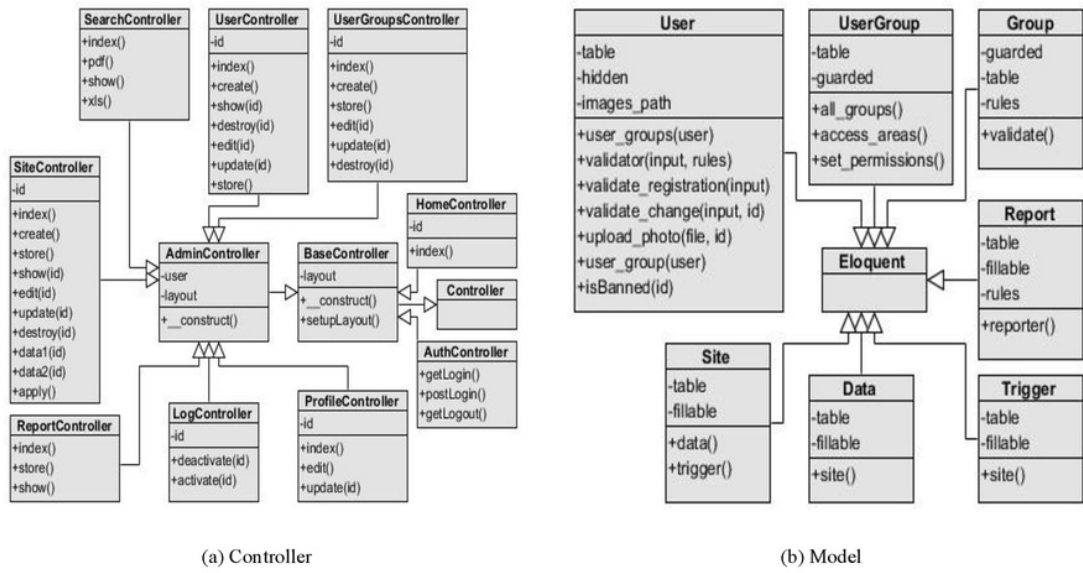 SearchController
+index()
+pdf()
+show()
+xls()
UserController
-id
+index()
+create()
+show(id)
+destroy(id)
+edit(id)
+update(id)
+store()
UserGroupsController
-id
+index()
+create()
+store()
+edit(id)
+update(id)
+destroy(id)
SiteController
-id
+index()
+create()
+store()
+show(id)
+edit(id)
+update(id)
+destroy(id)
+data1(id)
+data2(id)
+apply()
AdminController
-user
-layout
+__construct()
BaseController
-layout
+__construct()
+setupLayout()
HomeController
-id
+index()
Controller
AuthController
+getLogin()
+postLogin()
+getLogout()
ReportController
+index()
+store()
+show()
LogController
-id
+deactivate(id)
+activate(id)
ProfileController
-id
+index()
+edit()
+update(id)
(a) Controller
User
-table
-hidden
-images_path
+user_groups(user)
+validator(input, rules)
+validate_registration(input)
+validate_change(input, id)
+upload_photo(file, id)
+user_group(user)
+isBanned(id)
UserGroup
-table
-guarded
+all_groups()
+access_areas()
+set_permissions()
Group
-guarded
-table
-rules
+validate()
Eloquent
Report
-table
-fillable
-rules
+reporter()
Site
-table
-fillable
+data()
+trigger()
Data
-table
-fillable
+site()
Trigger
-table
-fillable
+site()
(b) Model